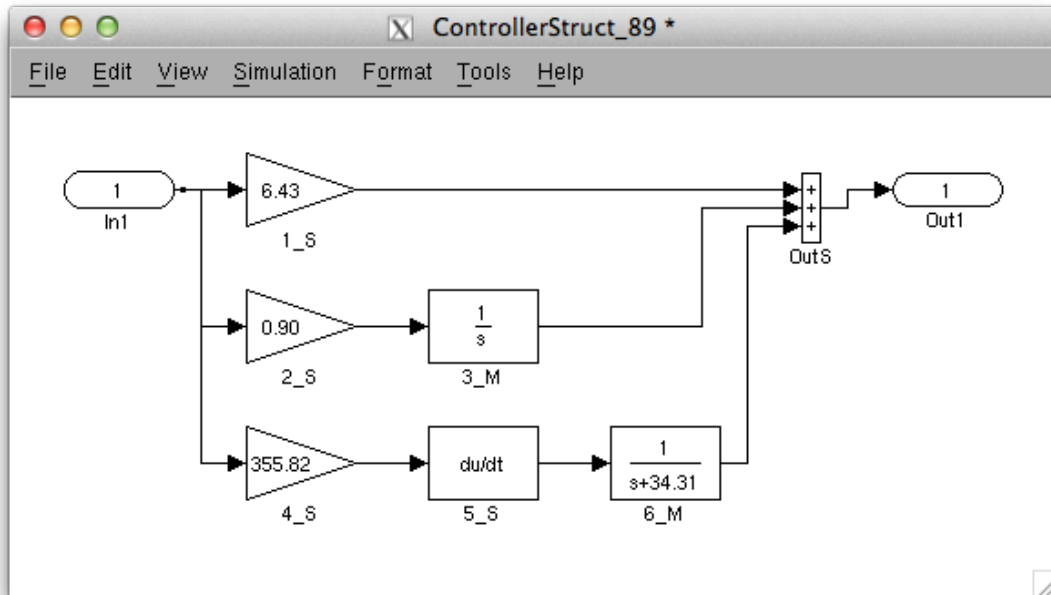 X ControllerStruct_89 *
File Edit View Simulation Format Tools Help
1
In1
6.43
1_S
+
+
+
OutS
1
Out1
0.90
2_S
1
s
3_M
355.82
4_S
du/dt
5_S
1
s+34.31
6_M